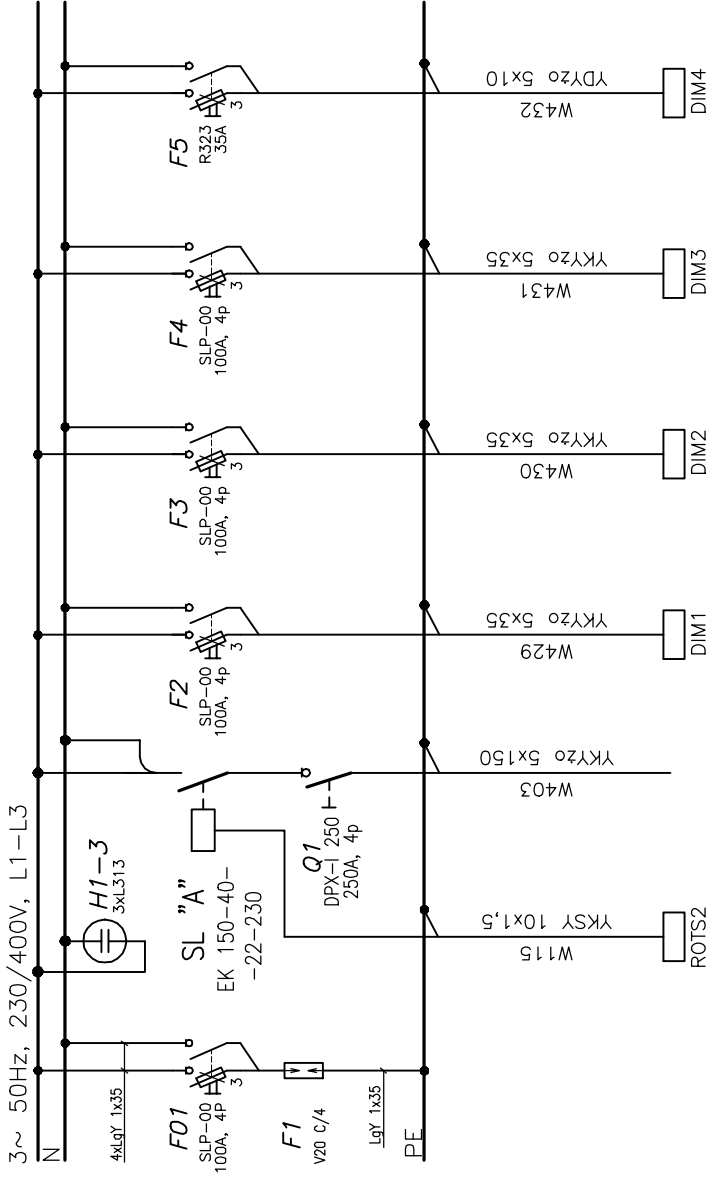 3~ 50Hz, 230/400V, L1-L3
N
4xLgY 1x35
F01
SLP-00
100A, 4P
3
F1
V20 C/4
LgY 1x35
PE
H1-3
3xL313
SL "A"
EK 150-40-
-22-230
Q1
DPX-I 250
250A, 4p
W115
YKSY 10x1,5
ROTS2
W403
YKYżo 5x150
F2
SLP-00
100A, 4p
3
W429
YKYżo 5x35
DIM1
F3
SLP-00
100A, 4p
3
W430
YKYżo 5x35
DIM2
F4
SLP-00
100A, 4p
3
W431
YKYżo 5x35
DIM3
F5
R323
35A
3
W432
YDYżo 5x10
DIM4